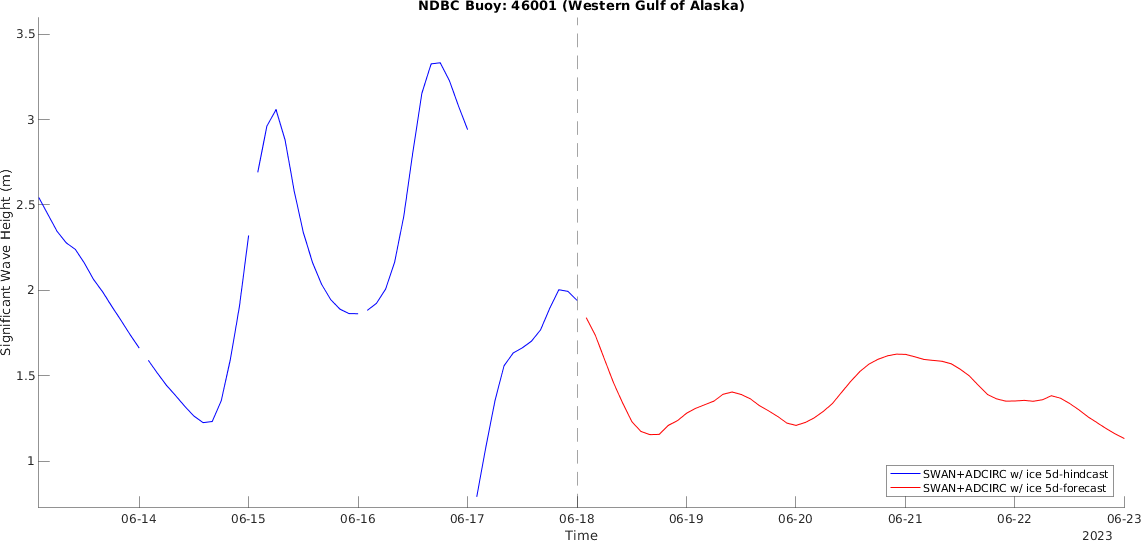 NDBC Buoy: 46001 (Western Gulf of Alaska)
3.5
3
2.5
2
1.5
1
Significant Wave Height (m)
SWAN+ADCIRC w/ ice 5d-hindcast
SWAN+ADCIRC w/ ice 5d-forecast
06-14 06-15 06-16 06-17 06-18 06-19 06-20 06-21 06-22 06-23
Time
2023